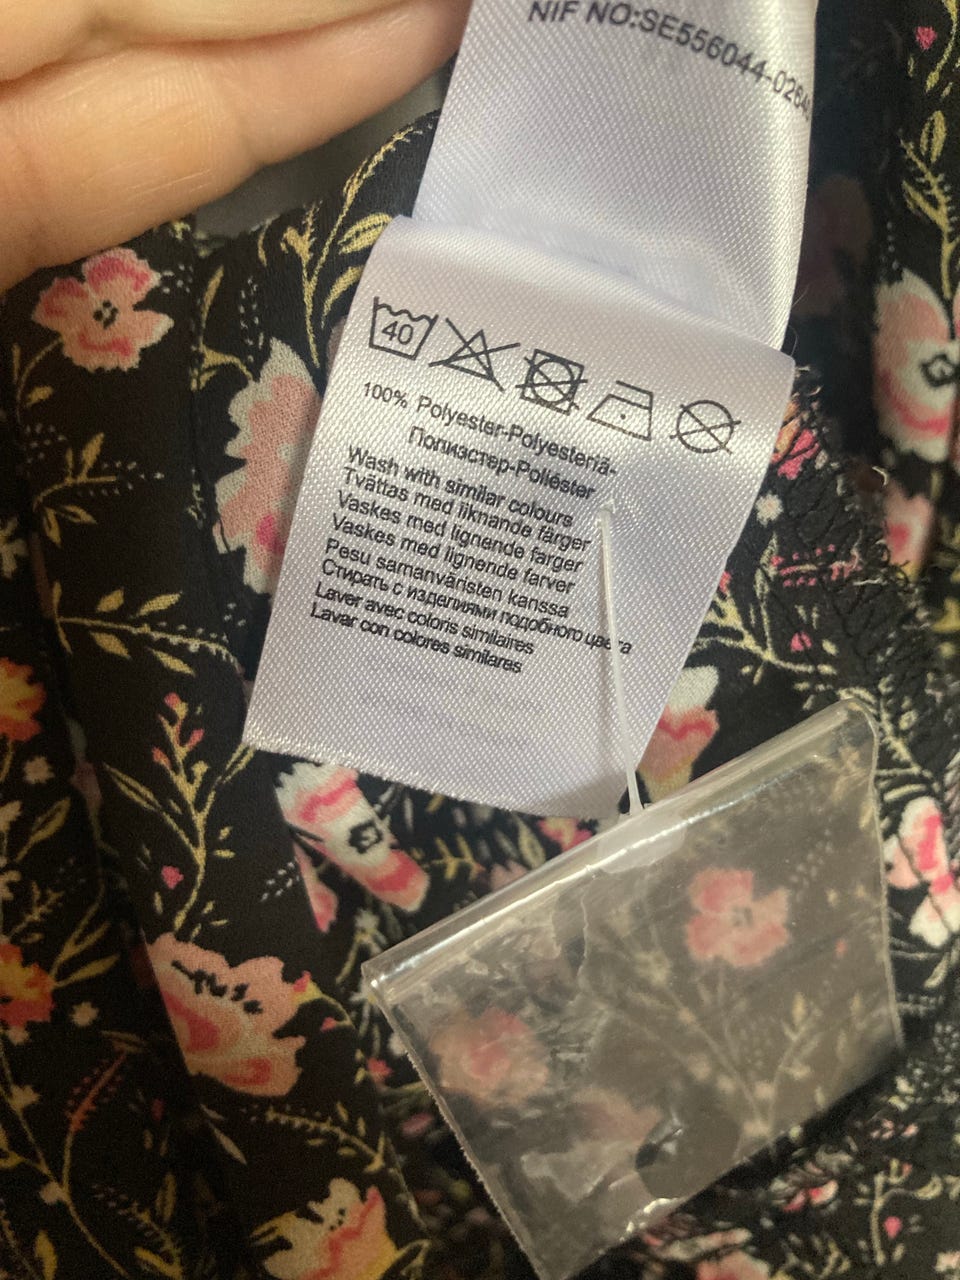 NIF NO:SE556044-0264
40
100% Polyester-Polyesteriä-
Полиэстер-Poliéster
Wash with similar colours
Tvättas med liknande färger
Vaskes med lignende farger
Vaskes med lignende farver
Pesu samanväristen kanssa
Стирать с изделиями подобного цвета
Laver avec coloris similaires
Lavar con colores similares